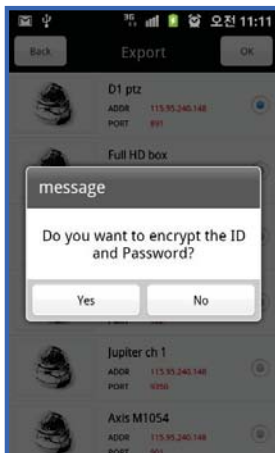 3G 오전 11:11
Back Export OK
D1 ptz
ADDR 115.95.240.148
PORT 891
Full HD box
message
Do you want to encrypt the ID
and Password?
Yes No
PORT
Jupiter ch 1
ADDR 115.95.240.148
PORT 9350
Axis M1054
ADDR 115.95.240.148
PORT